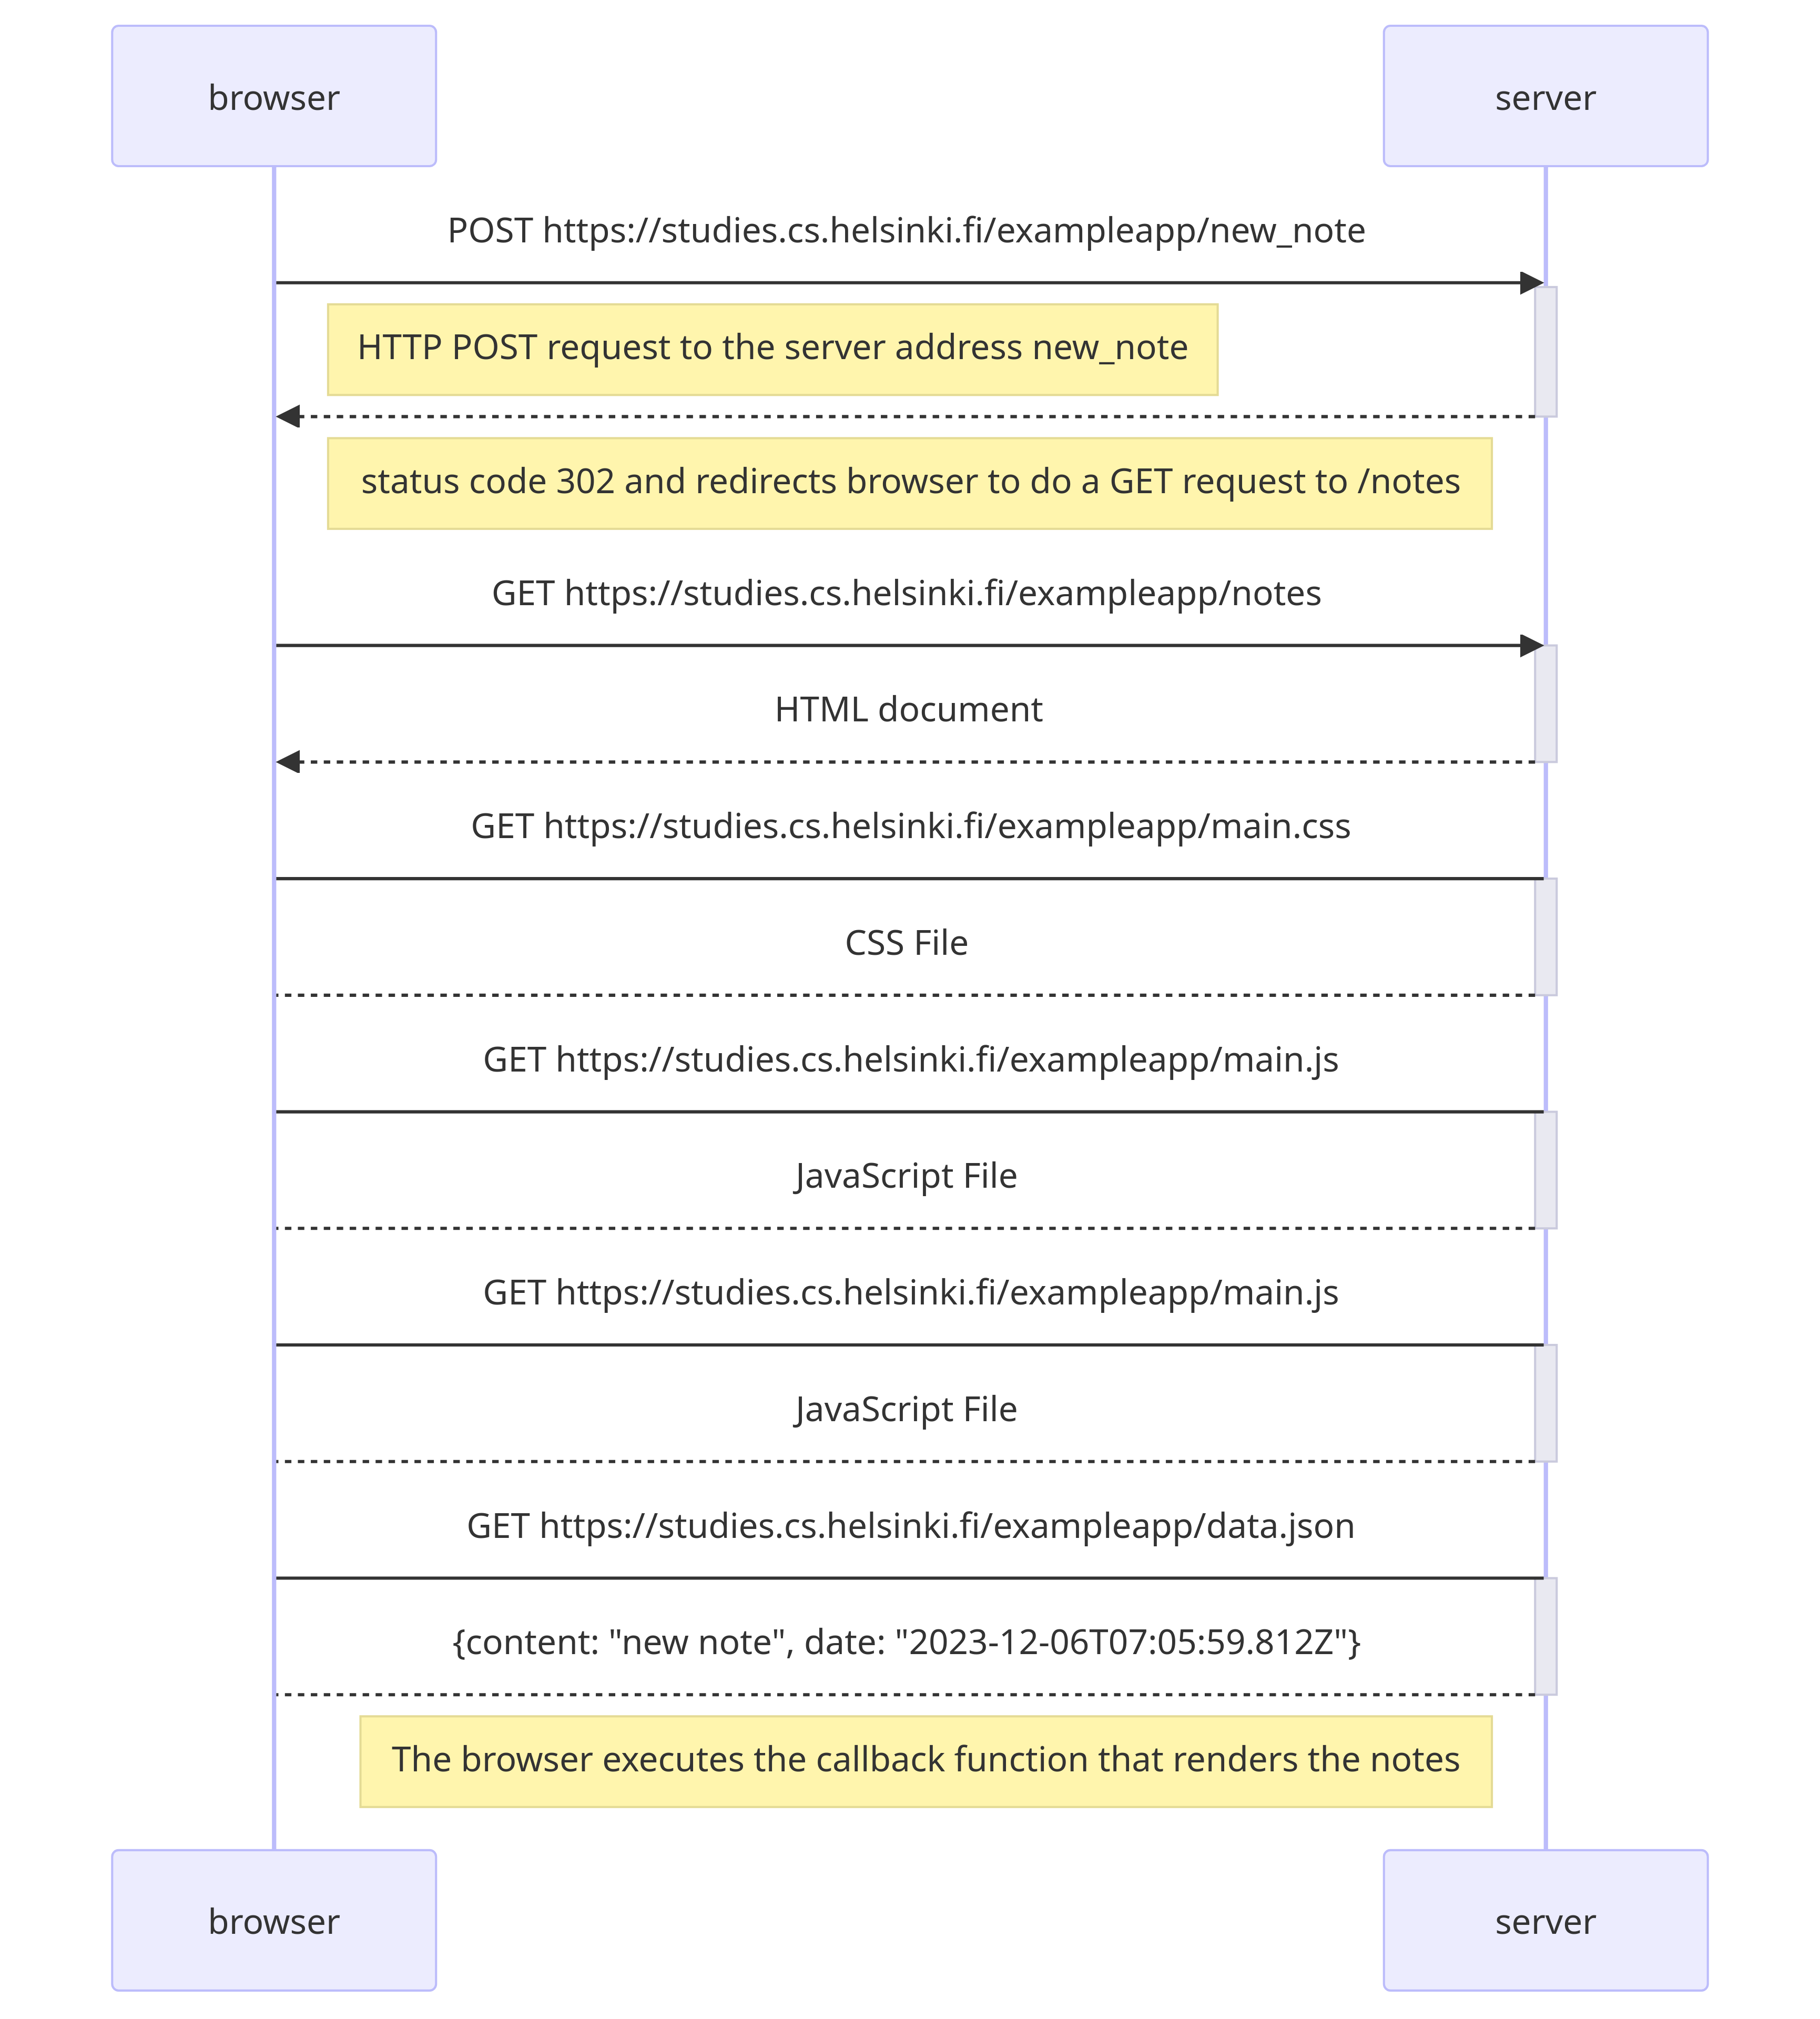 browser
server
POST https://studies.cs.helsinki.fi/exampleapp/new_note
HTTP POST request to the server address new_note
status code 302 and redirects browser to do a GET request to /notes
GET https://studies.cs.helsinki.fi/exampleapp/notes
HTML document
GET https://studies.cs.helsinki.fi/exampleapp/main.css
CSS File
GET https://studies.cs.helsinki.fi/exampleapp/main.js
JavaScript File
GET https://studies.cs.helsinki.fi/exampleapp/main.js
JavaScript File
GET https://studies.cs.helsinki.fi/exampleapp/data.json
{content: "new note", date: "2023-12-06T07:05:59.812Z"}
The browser executes the callback function that renders the notes
browser
server